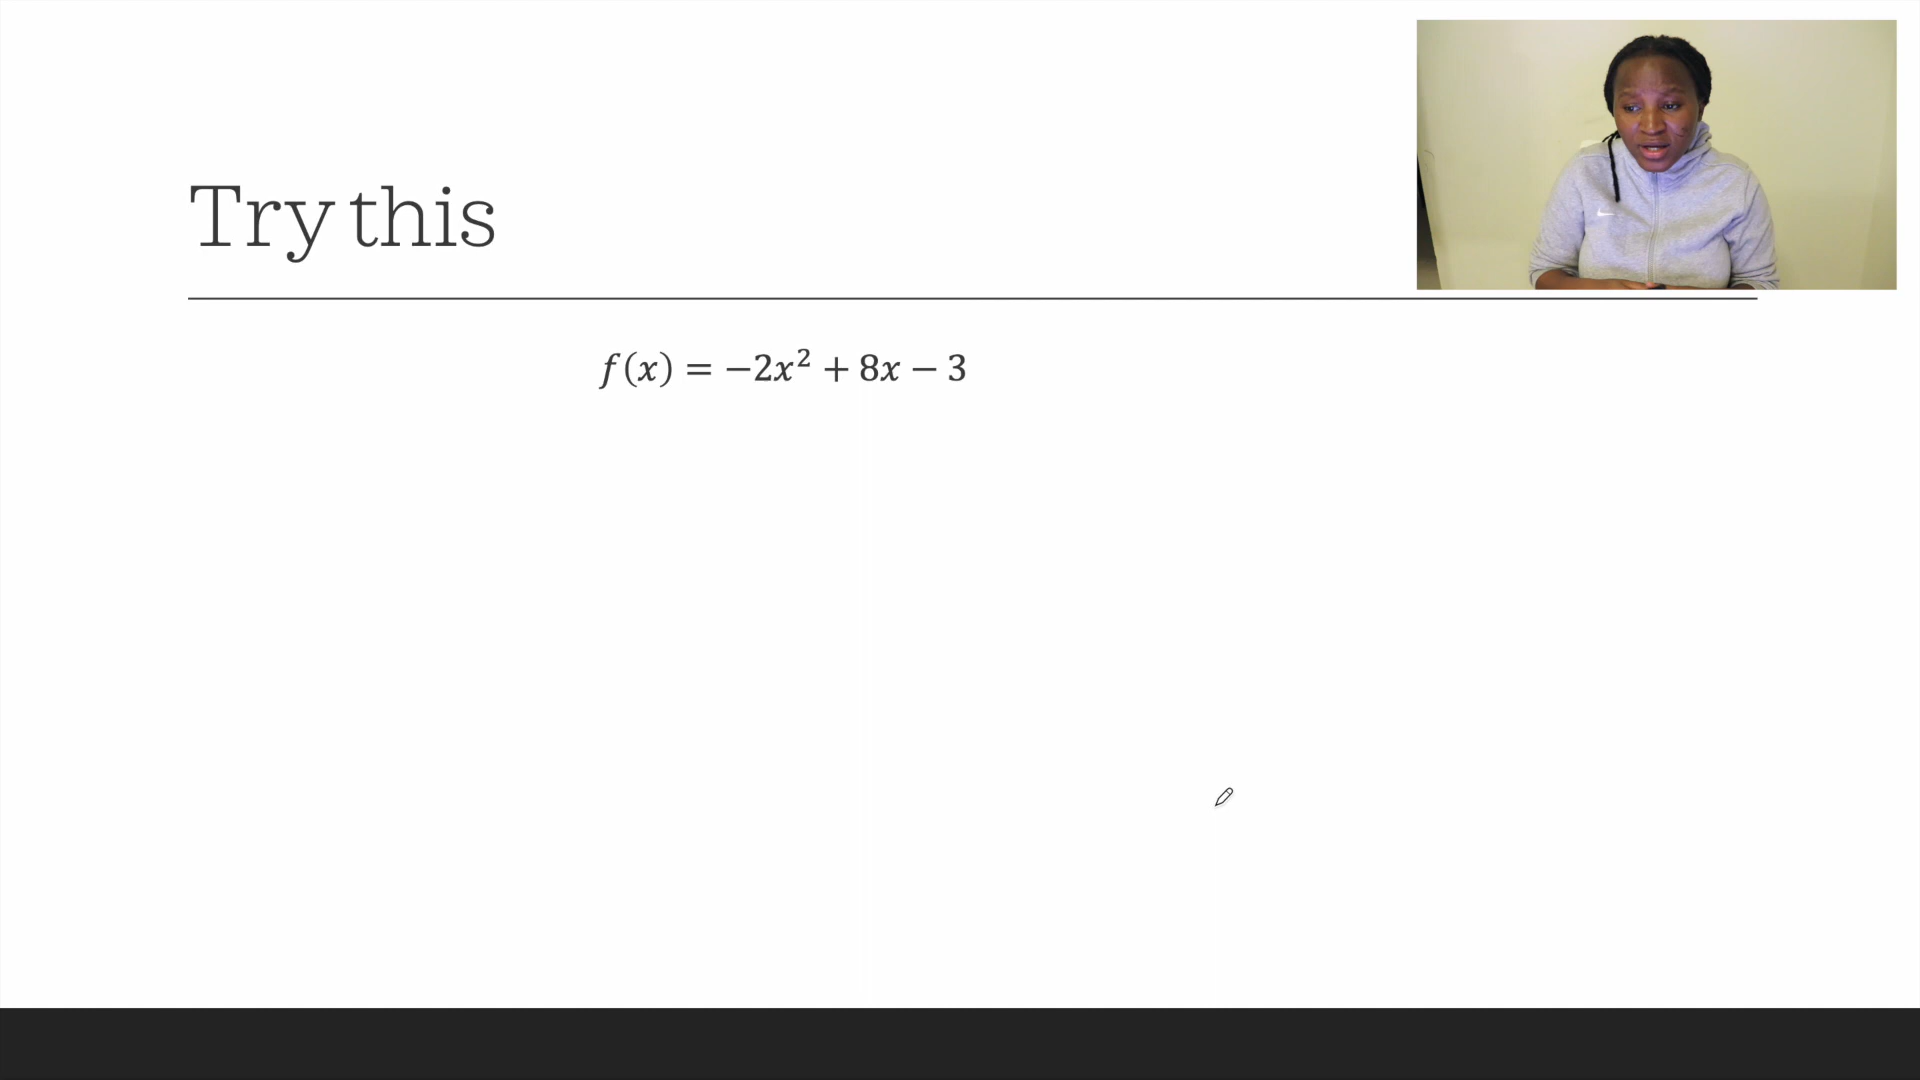 Try this
f(x) = −2x² + 8x − 3